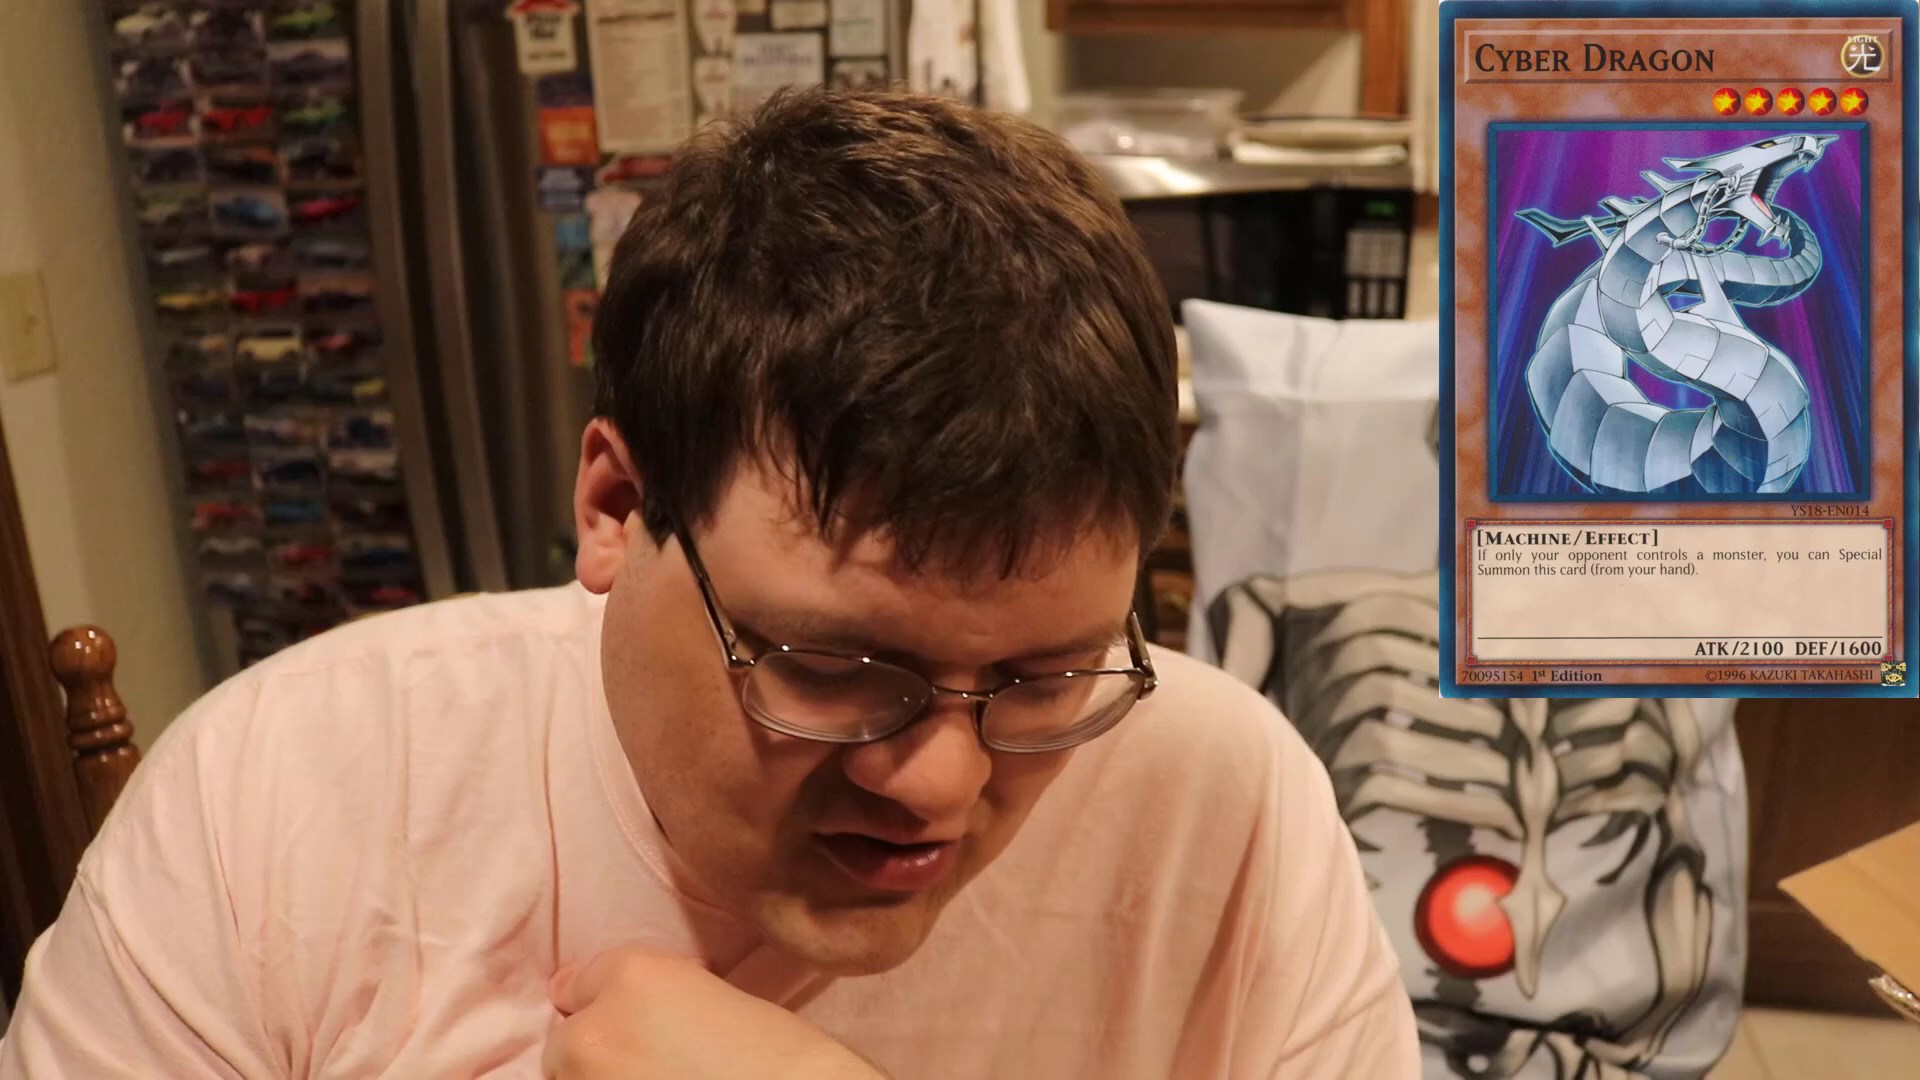 CYBER DRAGON
LIGHT
光
YS18-EN014
[MACHINE/EFFECT]
If only your opponent controls a monster, you can Special
Summon this card (from your hand).
ATK/2100 DEF/1600
70095154 1st Edition
©1996 KAZUKI TAKAHASHI